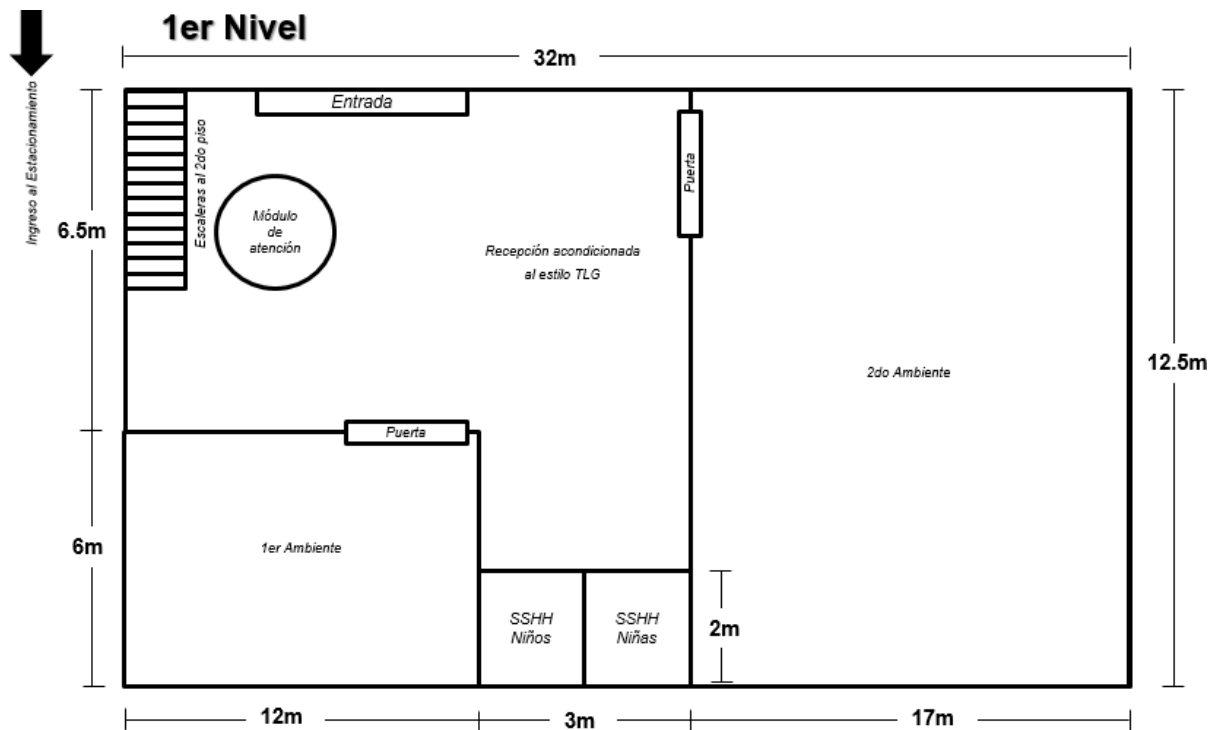 1er Nivel
32m
Ingreso al Estacionamiento
Entrada
Escaleras al 2do piso
Puerta
Módulo
de
atención
6.5m
Recepción acondicionada
al estilo TLG
12.5m
2do Ambiente
Puerta
6m
1er Ambiente
SSHH
Niños
SSHH
Niñas
2m
12m
3m
17m